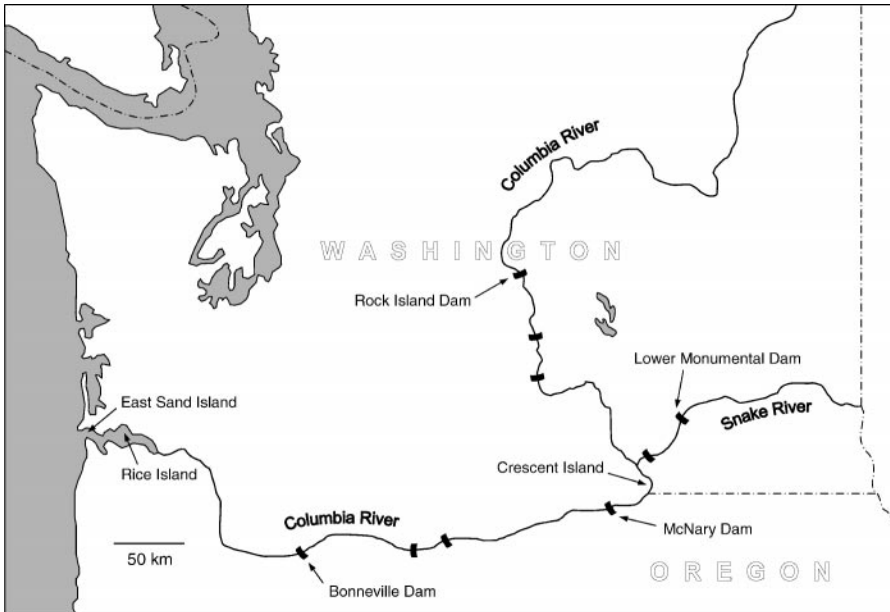 Columbia River
WASHINGTON
Rock Island Dam
Lower Monumental Dam
East Sand Island
Snake River
Rice Island
Crescent Island
Columbia River
McNary Dam
50 km
OREGON
Bonneville Dam